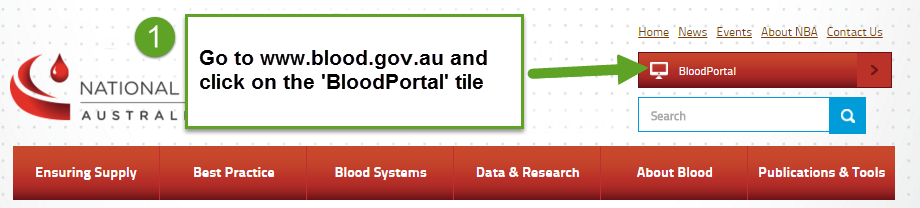 1
Go to www.blood.gov.au and
click on the 'BloodPortal' tile
Home News Events About NBA Contact Us
BloodPortal
NATIONAL
AUSTRALI
Search
Ensuring Supply Best Practice Blood Systems Data & Research About Blood Publications & Tools